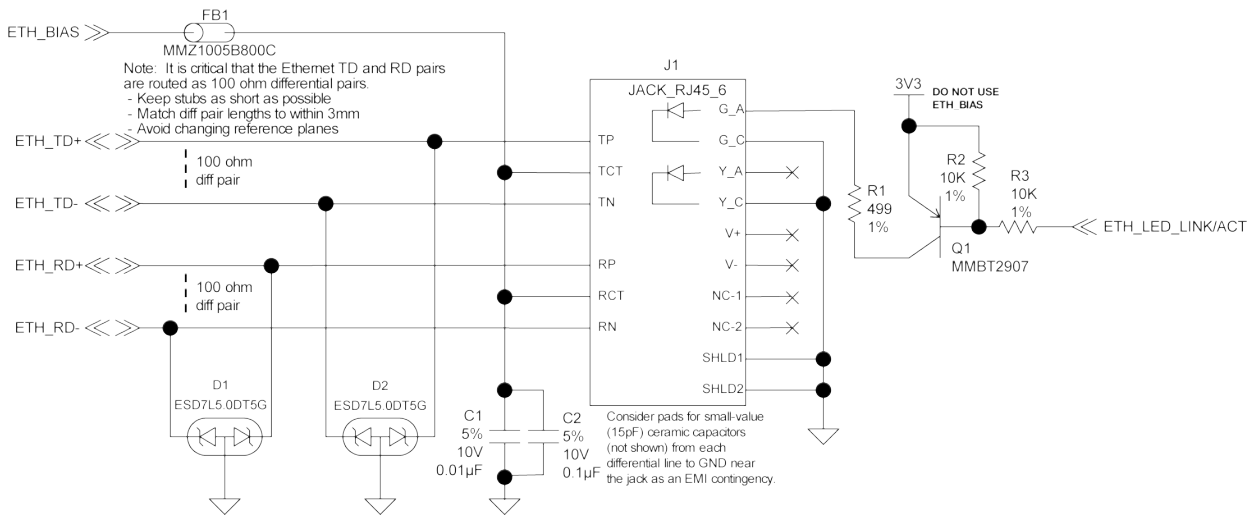 FB1
ETH_BIAS
MMZ1005B800C
Note: It is critical that the Ethernet TD and RD pairs
are routed as 100 ohm differential pairs.
- Keep stubs as short as possible
- Match diff pair lengths to within 3mm
- Avoid changing reference planes
ETH_TD+
100 ohm
diff pair
ETH_TD-
ETH_RD+
100 ohm
diff pair
ETH_RD-
D1
ESD7L5.0DT5G
D2
ESD7L5.0DT5G
C1
5%
10V
0.01µF
C2
5%
10V
0.1µF
J1
JACK_RJ45_6
TP
TCT
TN
RP
RCT
RN
G_A
G_C
Y_A
Y_C
V+
V-
NC-1
NC-2
SHLD1
SHLD2
Consider pads for small-value
(15pF) ceramic capacitors
(not shown) from each
differential line to GND near
the jack as an EMI contingency.
3V3
DO NOT USE
ETH_BIAS
R1
499
1%
R2
10K
1%
R3
10K
1%
ETH_LED_LINK/ACT
Q1
MMBT2907